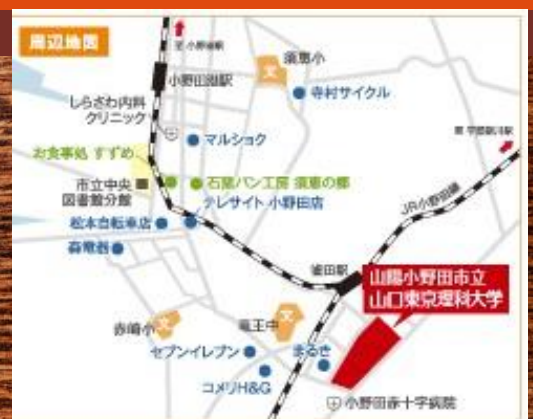 周辺地図
至 小野田駅
須恵小
文
小野田港駅
寺村サイクル
しらさわ内科
クリニック
マルショク
お食事処 すずめ
市立中央
図書館分館
石窯パン工房 須恵の郷
テレサイト 小野田店
松本自転車店
森電器
JR小野田線
雀田駅
山陽小野田市立
山口東京理科大学
文
赤崎小
文
竜王中
セブンイレブン
まるき
コメリH&G
小野田赤十字病院